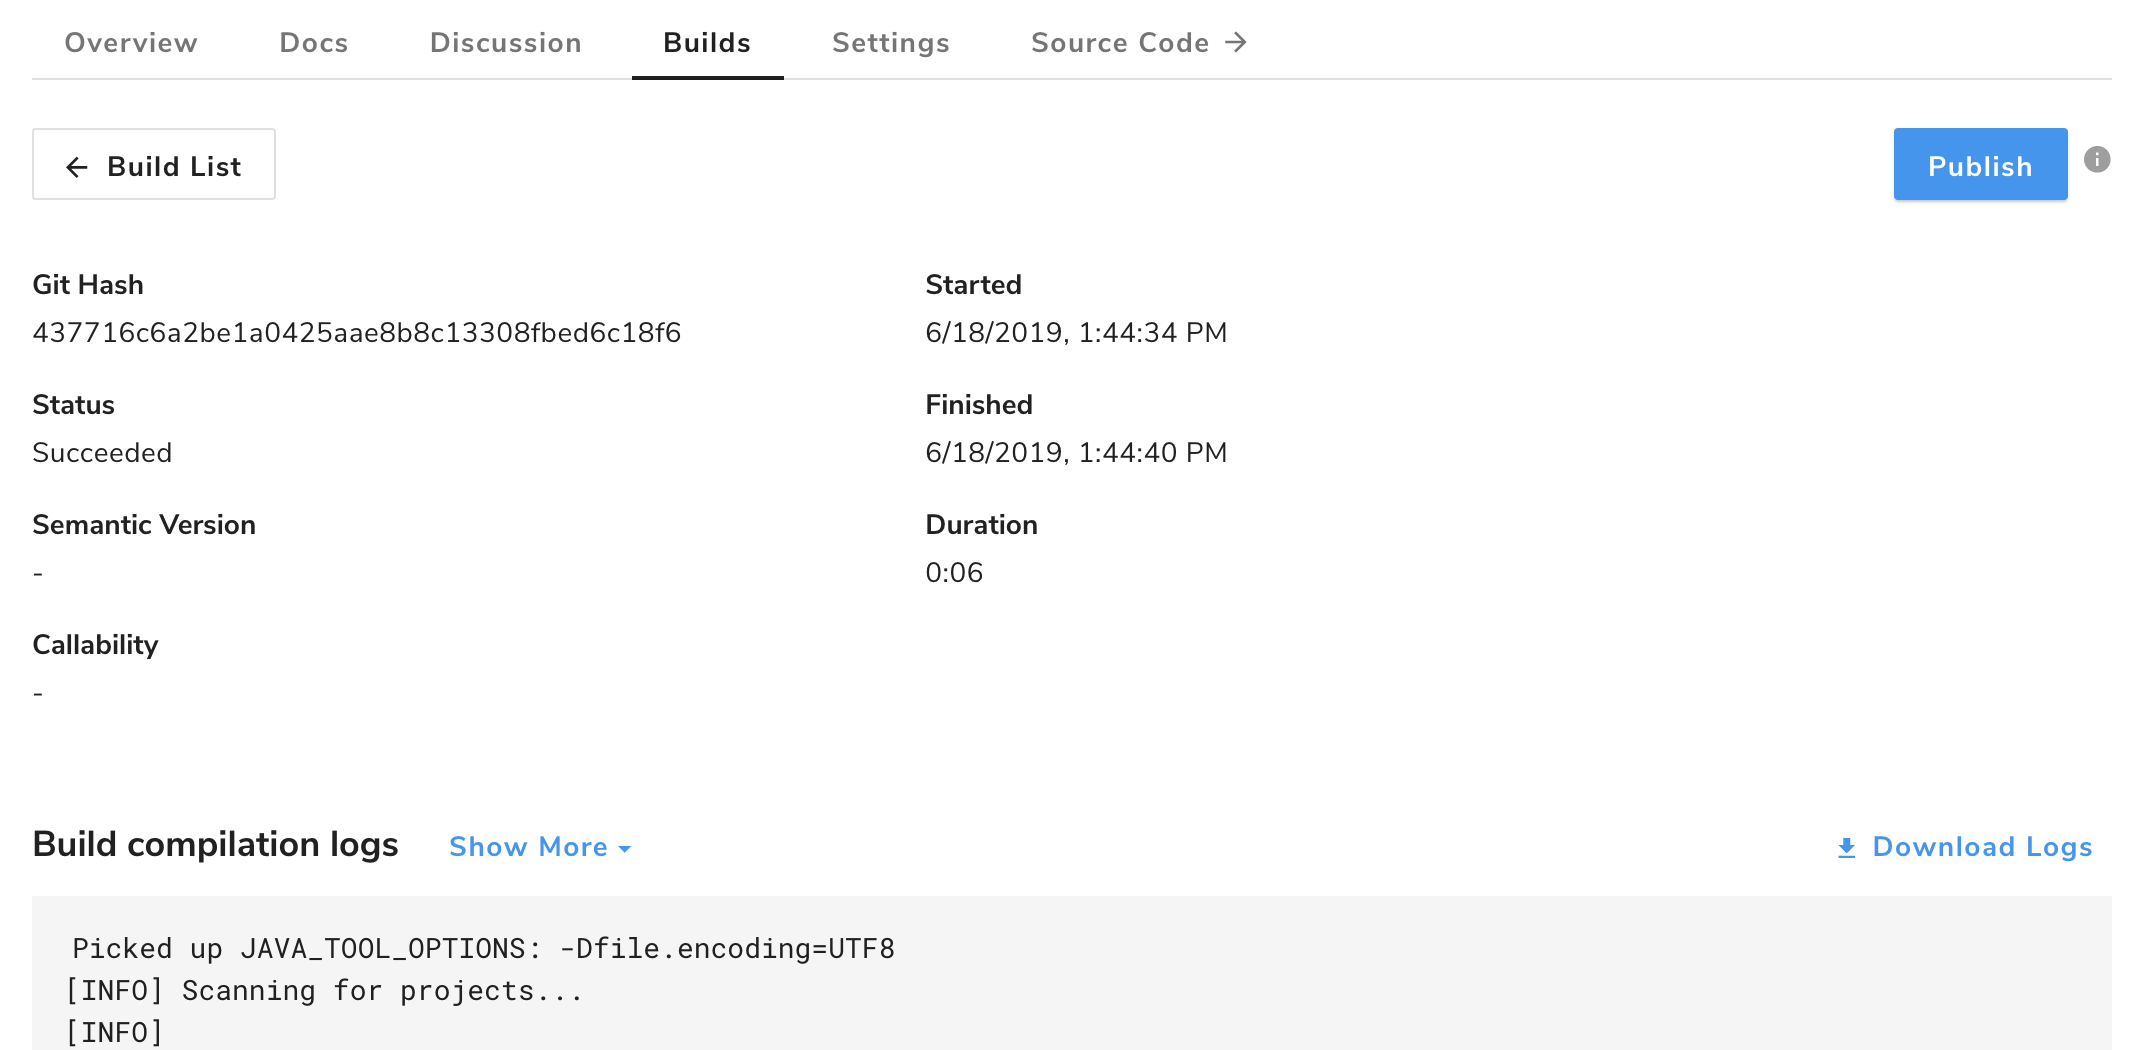 Overview Docs Discussion Builds Settings Source Code →
← Build List Publish
Git Hash
437716c6a2be1a0425aae8b8c13308fbed6c18f6
Started
6/18/2019, 1:44:34 PM
Status
Succeeded
Finished
6/18/2019, 1:44:40 PM
Semantic Version
-
Duration
0:06
Callability
-
Build compilation logs Show More Download Logs
Picked up JAVA_TOOL_OPTIONS: -Dfile.encoding=UTF8
[INFO] Scanning for projects...
[INFO]